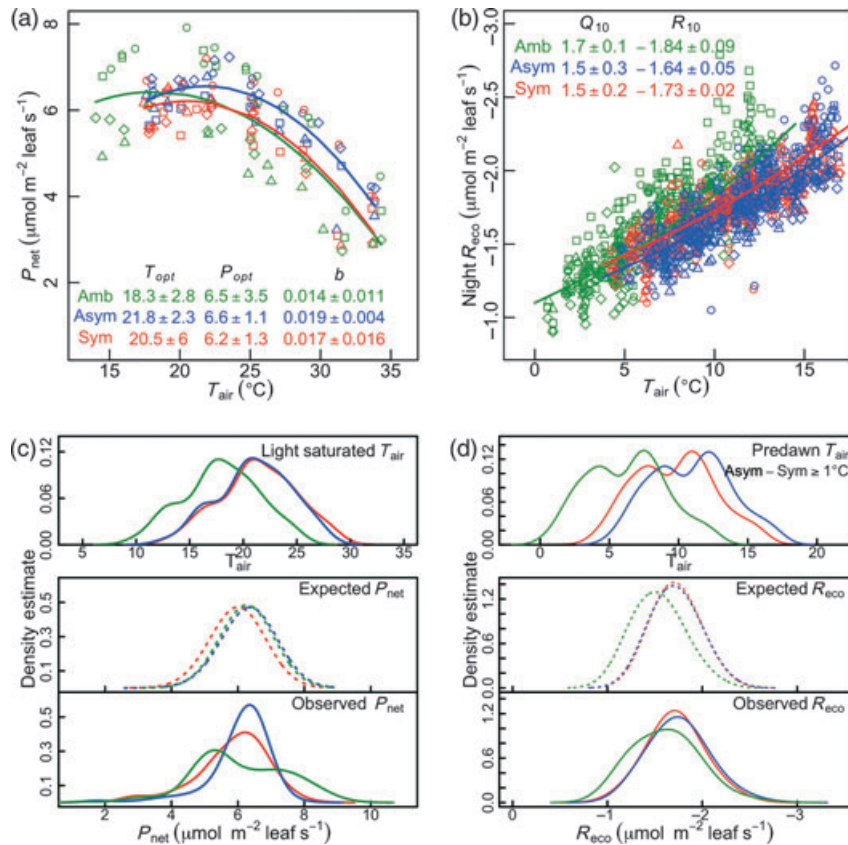 (a)
8
6
4
2
P_net (μmol m⁻² leaf s⁻¹)
T_opt P_opt b
Amb 18.3 ± 2.8 6.5 ± 3.5 0.014 ± 0.011
Asym 21.8 ± 2.3 6.6 ± 1.1 0.019 ± 0.004
Sym 20.5 ± 6 6.2 ± 1.3 0.017 ± 0.016
15 20 25 30 35
T_air (°C)
(b)
−3.0
−2.5
−2.0
−1.5
−1.0
Night R_eco (μmol m⁻² leaf s⁻¹)
Q₁₀ R₁₀
Amb 1.7 ± 0.1 −1.84 ± 0.09
Asym 1.5 ± 0.3 −1.64 ± 0.05
Sym 1.5 ± 0.2 −1.73 ± 0.02
0 5 10 15
T_air (°C)
(c)
Light saturated T_air
0.12
0.06
0.00
5 10 15 20 25 30 35
T_air
Density estimate
Expected P_net
0.5
0.3
0.1
Observed P_net
0.5
0.3
0.1
2 4 6 8 10
P_net (μmol m⁻² leaf s⁻¹)
(d)
Predawn T_air
Asym – Sym ≥ 1°C
0.12
0.06
0.00
0 5 10 15 20
T_air
Density estimate
Expected R_eco
1.2
0.6
0.0
Observed R_eco
1.2
0.6
0.0
0 −1 −2 −3
R_eco (μmol m⁻² leaf s⁻¹)